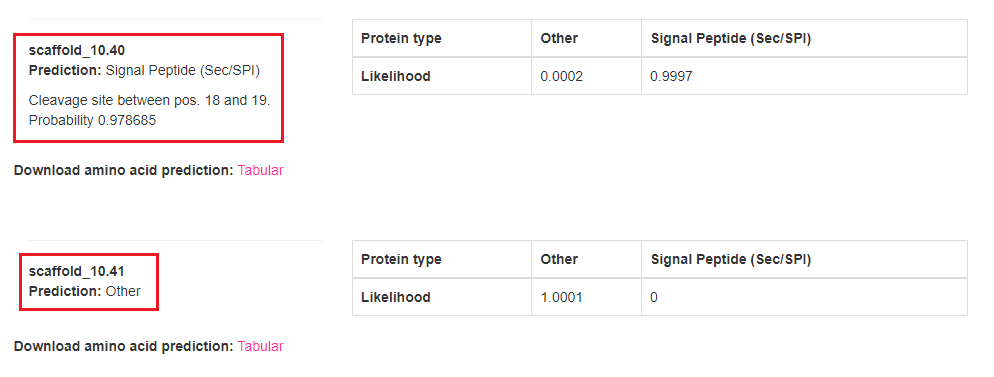 scaffold_10.40
Prediction: Signal Peptide (Sec/SPI)
Cleavage site between pos. 18 and 19.
Probability 0.978685
Download amino acid prediction: Tabular
Protein type Other Signal Peptide (Sec/SPI)
Likelihood 0.0002 0.9997
scaffold_10.41
Prediction: Other
Download amino acid prediction: Tabular
Protein type Other Signal Peptide (Sec/SPI)
Likelihood 1.0001 0